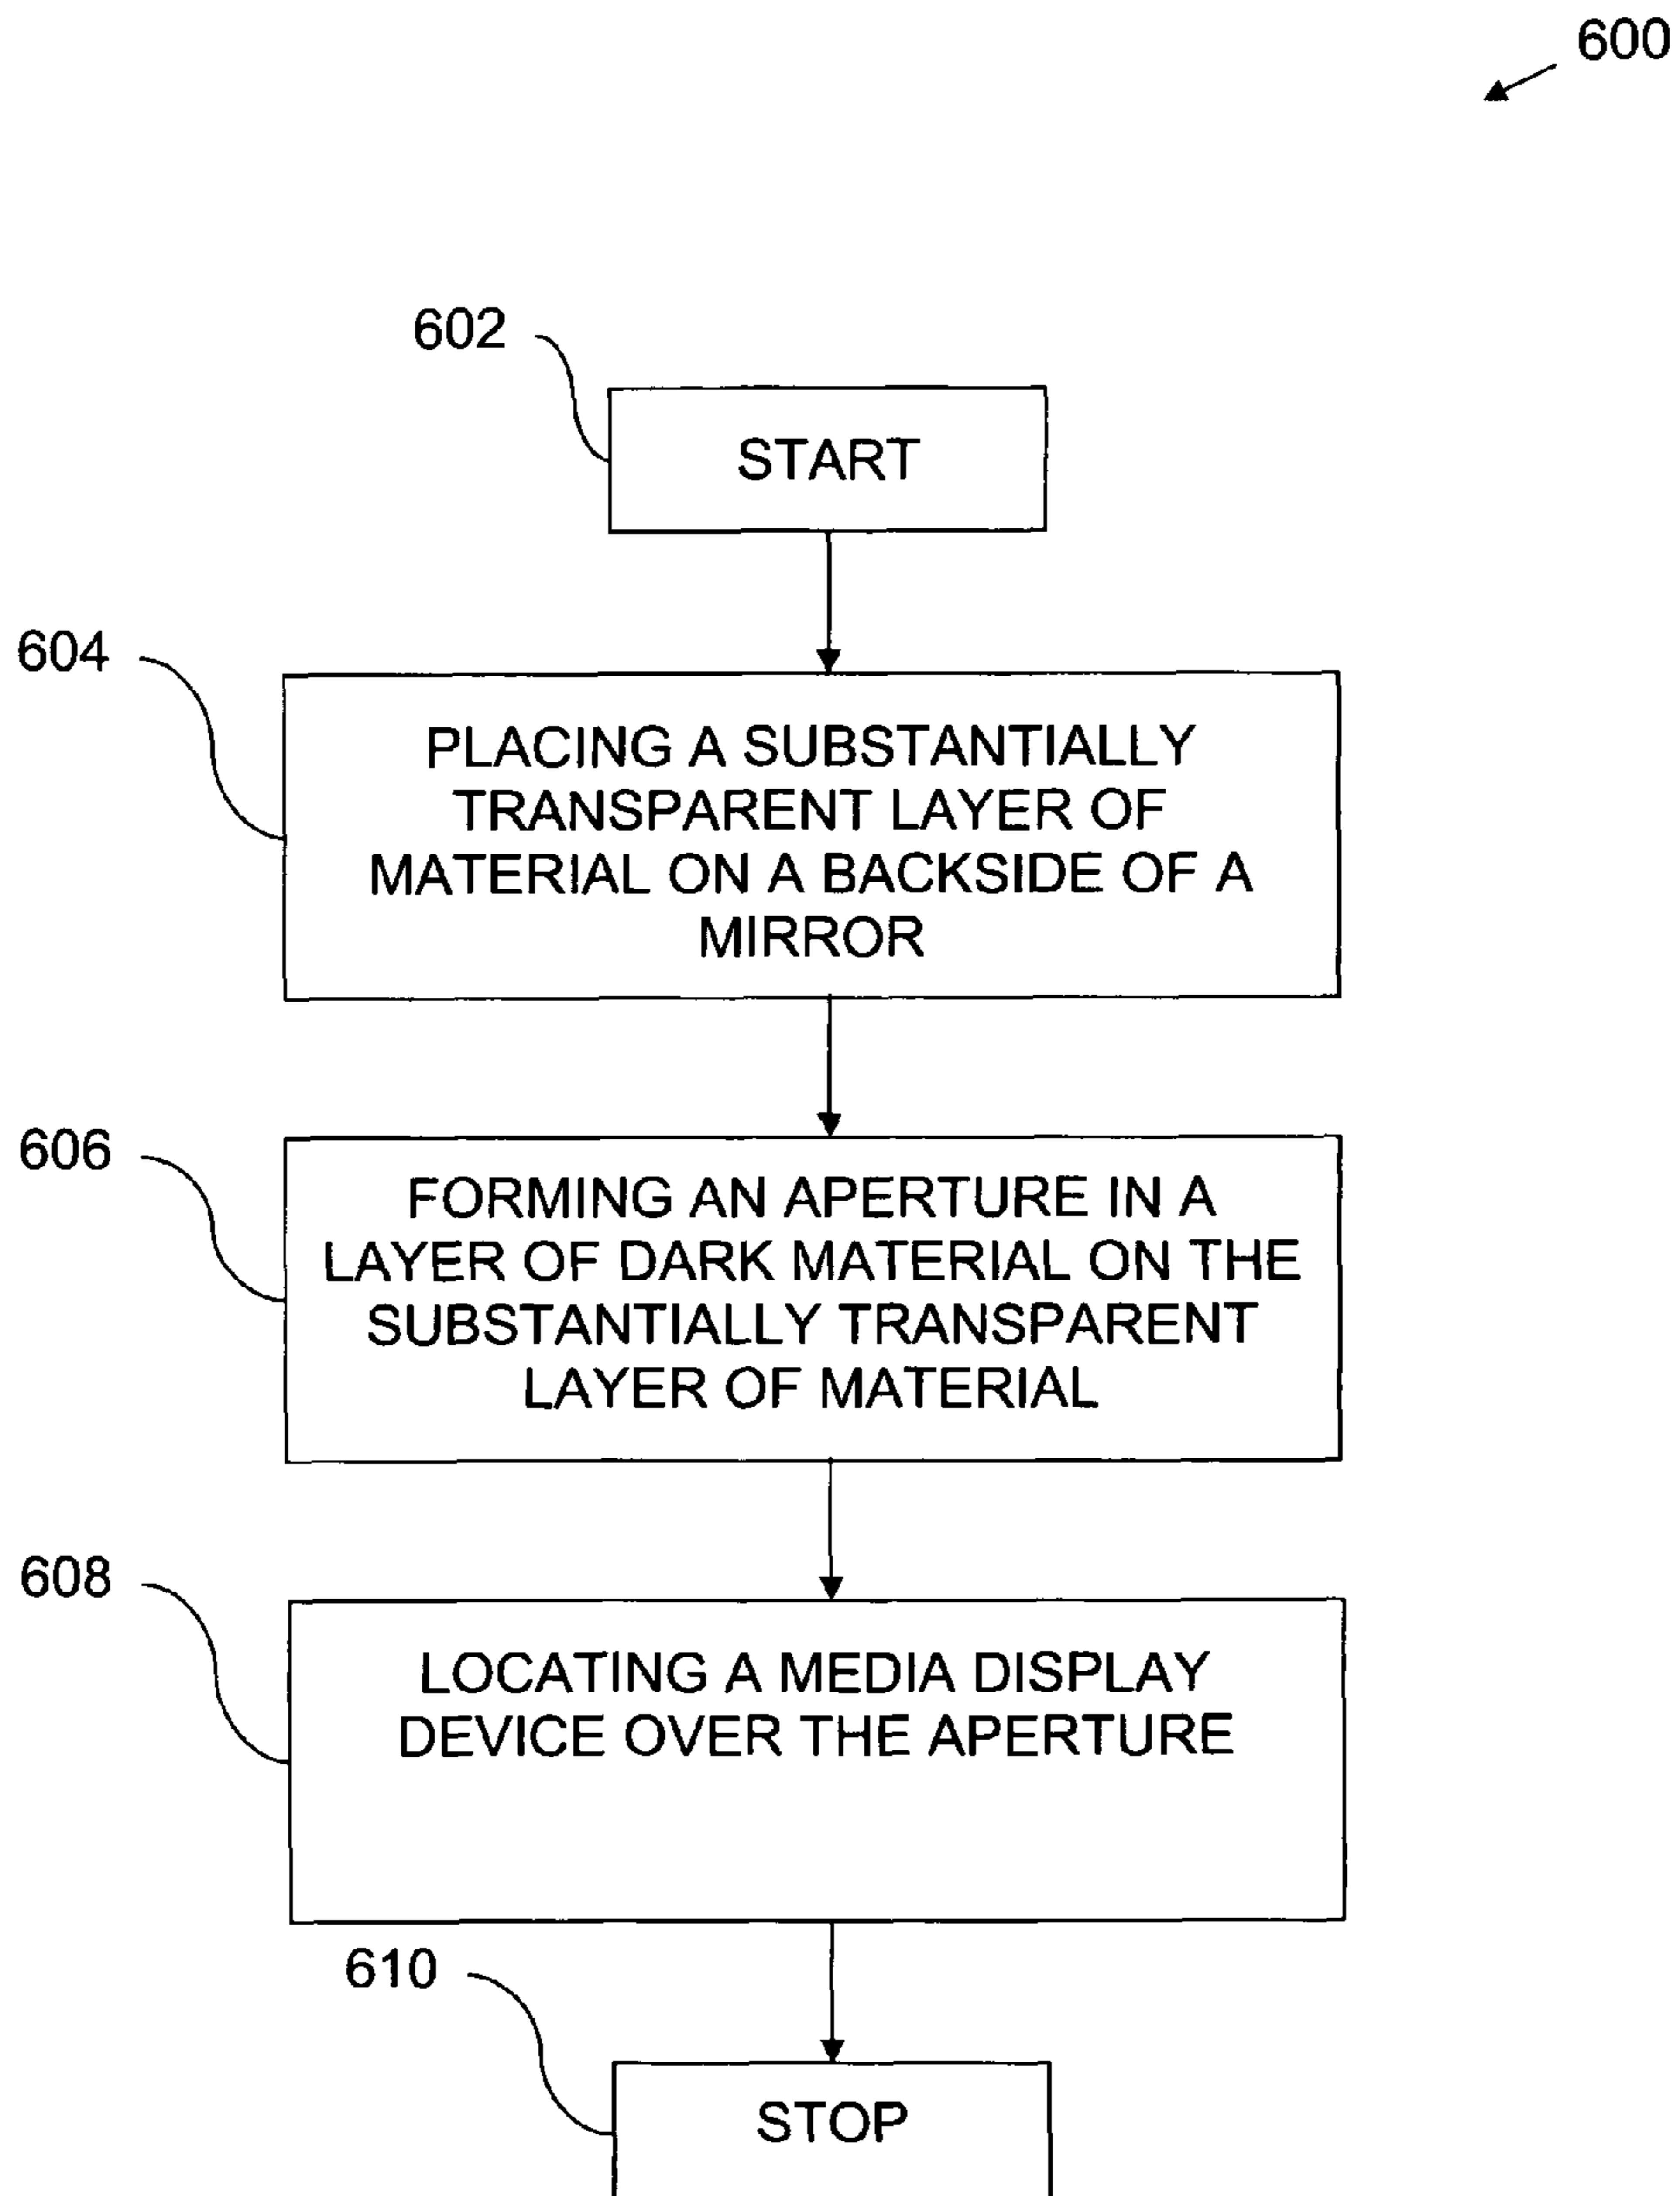 600
602
START
604
PLACING A SUBSTANTIALLY
TRANSPARENT LAYER OF
MATERIAL ON A BACKSIDE OF A
MIRROR
606
FORMING AN APERTURE IN A
LAYER OF DARK MATERIAL ON THE
SUBSTANTIALLY TRANSPARENT
LAYER OF MATERIAL
608
LOCATING A MEDIA DISPLAY
DEVICE OVER THE APERTURE
610
STOP